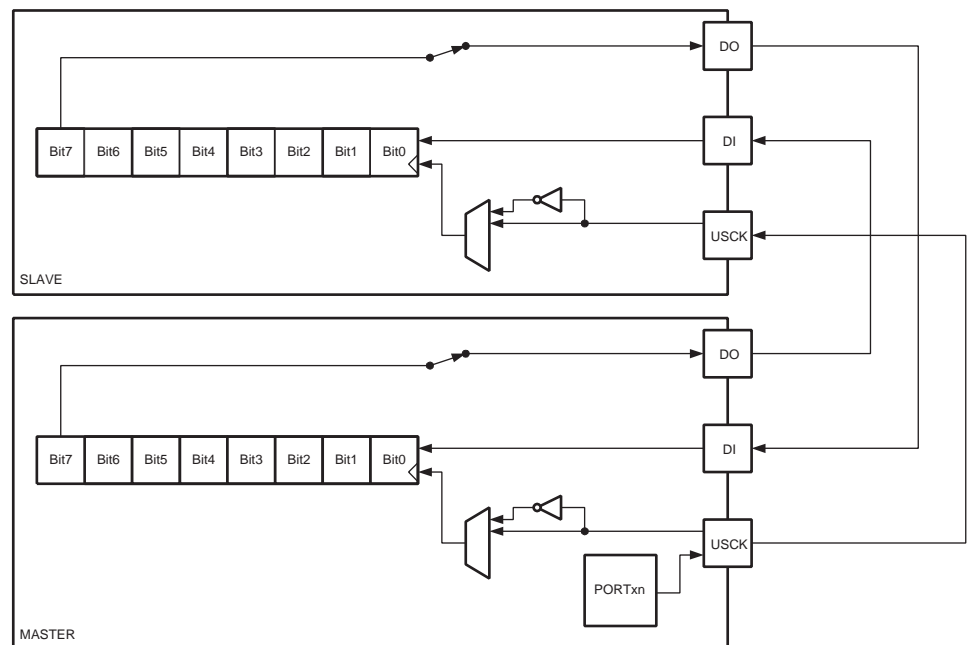 DO
Bit7 Bit6 Bit5 Bit4 Bit3 Bit2 Bit1 Bit0
DI
USCK
SLAVE
DO
Bit7 Bit6 Bit5 Bit4 Bit3 Bit2 Bit1 Bit0
DI
USCK
PORTxn
MASTER